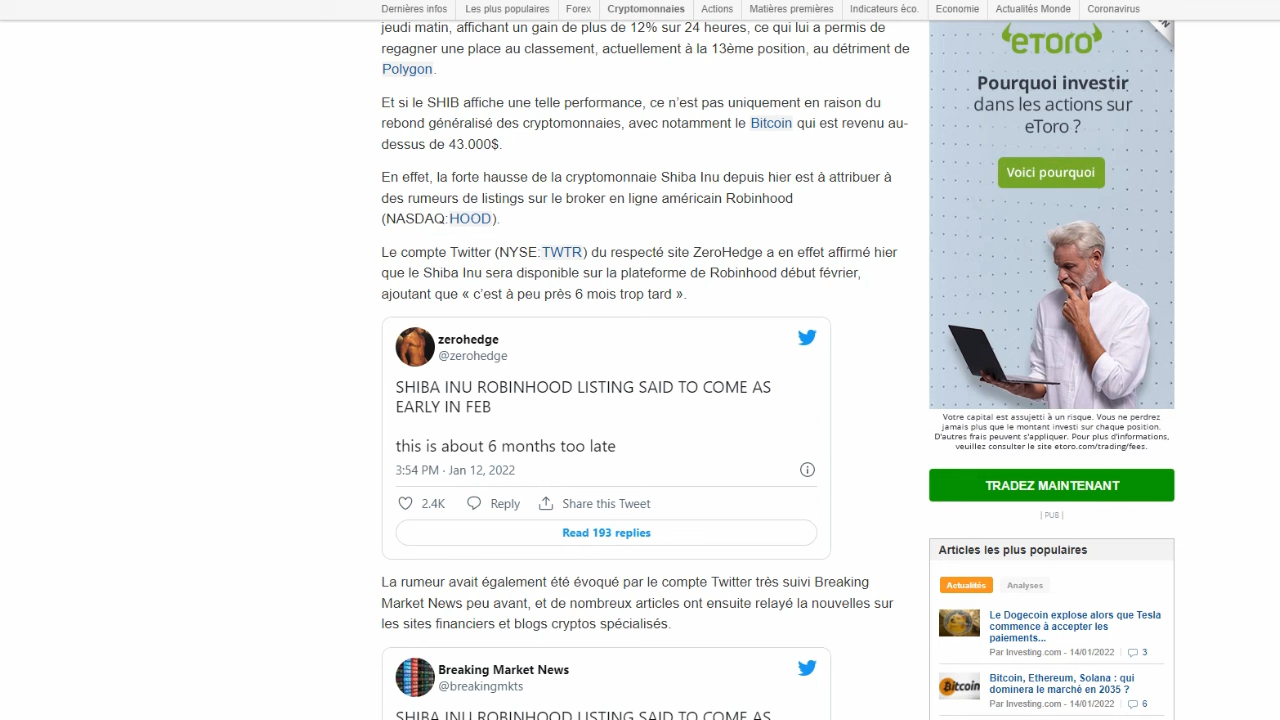 Dernières infos
Les plus populaires
Forex
Cryptomonnaies
Actions
Matières premières
Indicateurs éco.
Economie
Actualités Monde
Coronavirus
jeudi matin, affichant un gain de plus de 12% sur 24 heures, ce qui lui a permis de
regagner une place au classement, actuellement à la 13ème position, au détriment de
Polygon.
Et si le SHIB affiche une telle performance, ce n'est pas uniquement en raison du
rebond généralisé des cryptomonnaies, avec notamment le Bitcoin qui est revenu au-
dessus de 43.000$.
En effet, la forte hausse de la cryptomonnaie Shiba Inu depuis hier est à attribuer à
des rumeurs de listings sur le broker en ligne américain Robinhood
(NASDAQ:HOOD).
Le compte Twitter (NYSE:TWTR) du respecté site ZeroHedge a en effet affirmé hier
que le Shiba Inu sera disponible sur la plateforme de Robinhood début février,
ajoutant que « c'est à peu près 6 mois trop tard ».
zerohedge
@zerohedge
SHIBA INU ROBINHOOD LISTING SAID TO COME AS
EARLY IN FEB
this is about 6 months too late
3:54 PM · Jan 12, 2022
2.4K
Reply
Share this Tweet
Read 193 replies
La rumeur avait également été évoqué par le compte Twitter très suivi Breaking
Market News peu avant, et de nombreux articles ont ensuite relayé la nouvelles sur
les sites financiers et blogs cryptos spécialisés.
Breaking Market News
@breakingmkts
SHIBA INU ROBINHOOD LISTING SAID TO COME AS
eToro
Pourquoi investir
dans les actions sur
eToro ?
Voici pourquoi
Votre capital est assujetti à un risque. Vous ne perdrez
jamais plus que le montant investi sur chaque position.
D'autres frais peuvent s'appliquer. Pour plus d'informations,
veuillez consulter le site etoro.com/trading/fees.
TRADEZ MAINTENANT
| PUB |
Articles les plus populaires
Actualités
Analyses
Le Dogecoin explose alors que Tesla
commence à accepter les
paiements...
Par Investing.com - 14/01/2022 | 3
Bitcoin
Bitcoin, Ethereum, Solana : qui
dominera le marché en 2035 ?
Par Investing.com - 14/01/2022 | 6